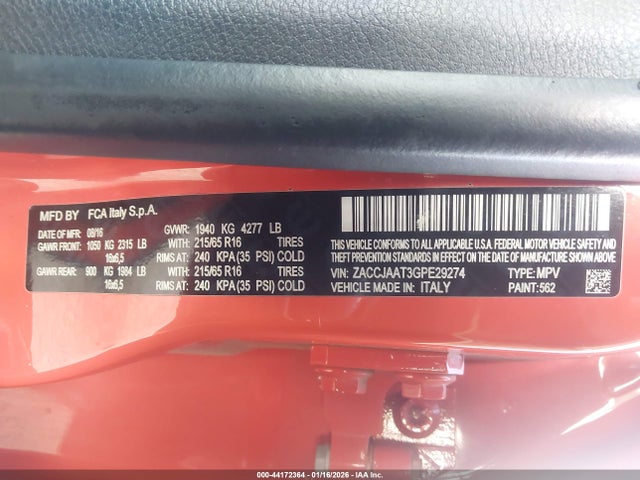 MFD BY FCA Italy S.p.A.
DATE OF MFR: 08/16 GVWR: 1940 KG 4277 LB
GAWR FRONT: 1050 KG 2315 LB WITH: 215/65 R16 TIRES
16x6,5 RIMS AT: 240 KPA (35 PSI) COLD
GAWR REAR: 900 KG 1984 LB WITH: 215/65 R16 TIRES
16x6,5 RIMS AT: 240 KPA (35 PSI) COLD
THIS VEHICLE CONFORMS TO ALL APPLICABLE
U.S.A. FEDERAL MOTOR VEHICLE SAFETY, BUMPER, AND
THEFT PREVENTION STANDARDS IN EFFECT ON THE
DATE OF MANUFACTURE SHOWN ABOVE
VIN: ZACCJAAT3GPE29274 TYPE: MPV
VEHICLE MADE IN: ITALY PAINT: 562
000-44172364 | 01/16/2026 - IAA Inc.